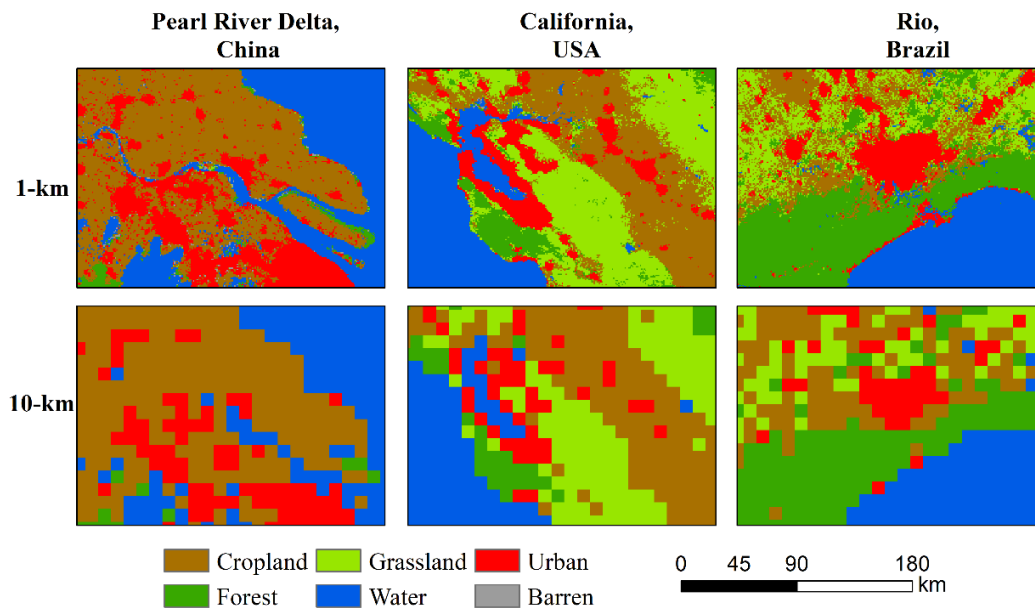 Pearl River Delta,
China
California,
USA
Rio,
Brazil
1-km
10-km
Cropland
Grassland
Urban
Forest
Water
Barren
0 45 90 180
km